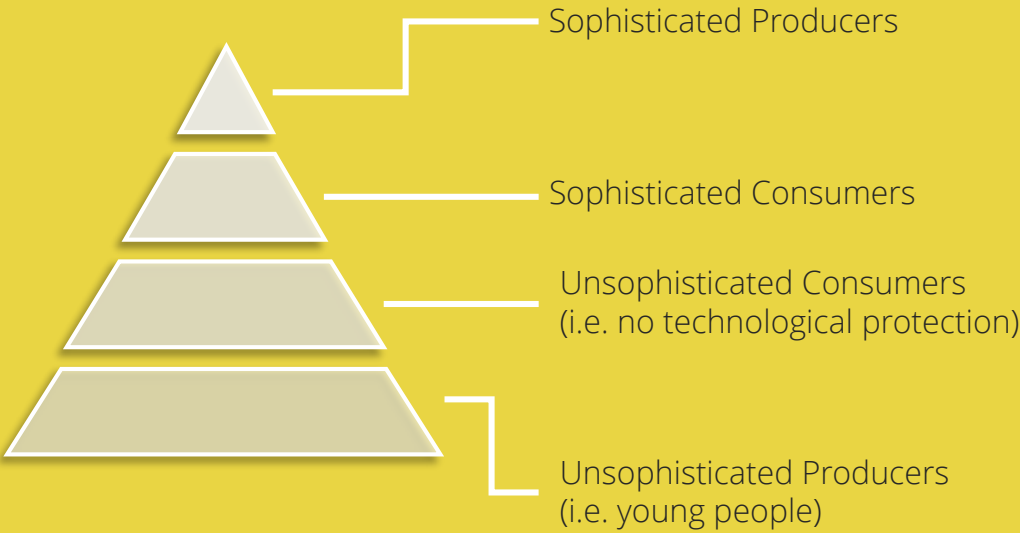 Sophisticated Producers
Sophisticated Consumers
Unsophisticated Consumers
(i.e. no technological protection)
Unsophisticated Producers
(i.e. young people)